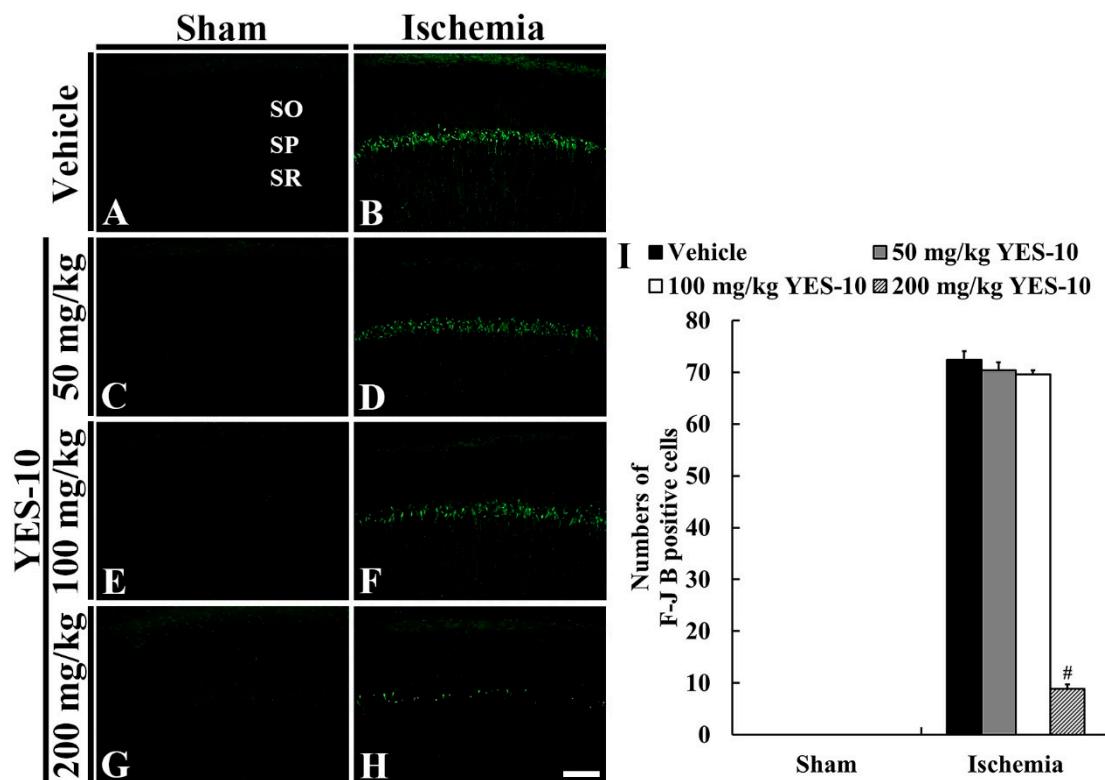 Sham
Ischemia
Vehicle
SO
SP
SR
A
B
YES-10
50 mg/kg
C
D
100 mg/kg
E
F
200 mg/kg
G
H
I
Vehicle
50 mg/kg YES-10
100 mg/kg YES-10
200 mg/kg YES-10
Numbers of
F-J B positive cells
80
70
60
50
40
30
20
10
0
#
Sham
Ischemia